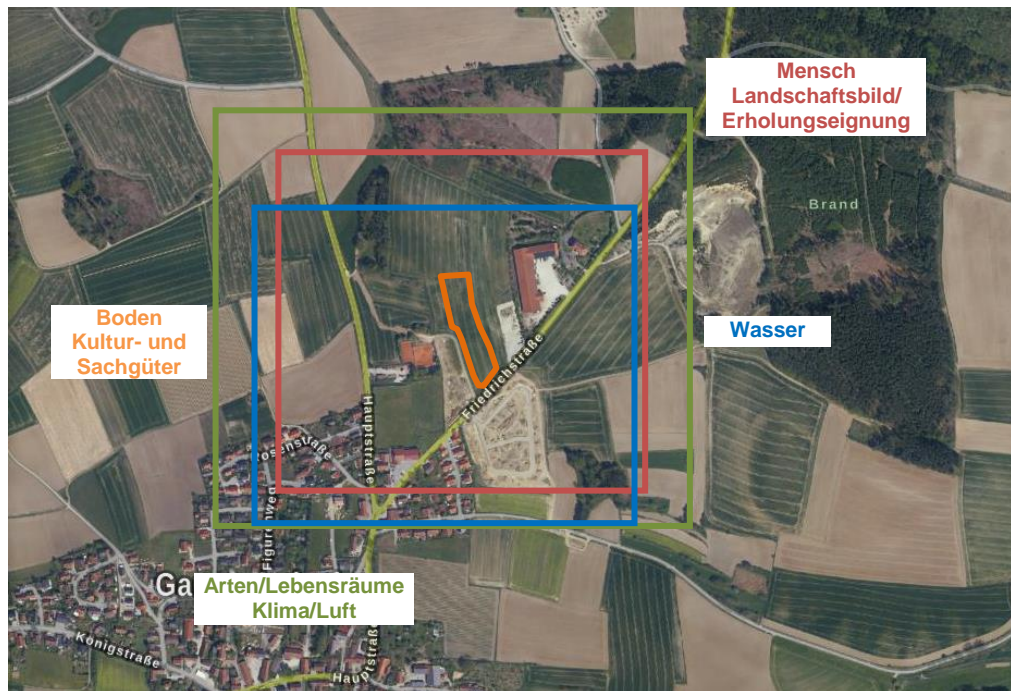 Mensch
Landschaftsbild/
Erholungseignung
Brand
Boden
Kultur- und
Sachgüter
Wasser
Friedrichstraße
Hauptstraße
Rosenstraße
Figurenweg
Arten/Lebensräume
Klima/Luft
Ga
Königstraße
Hauptstraße